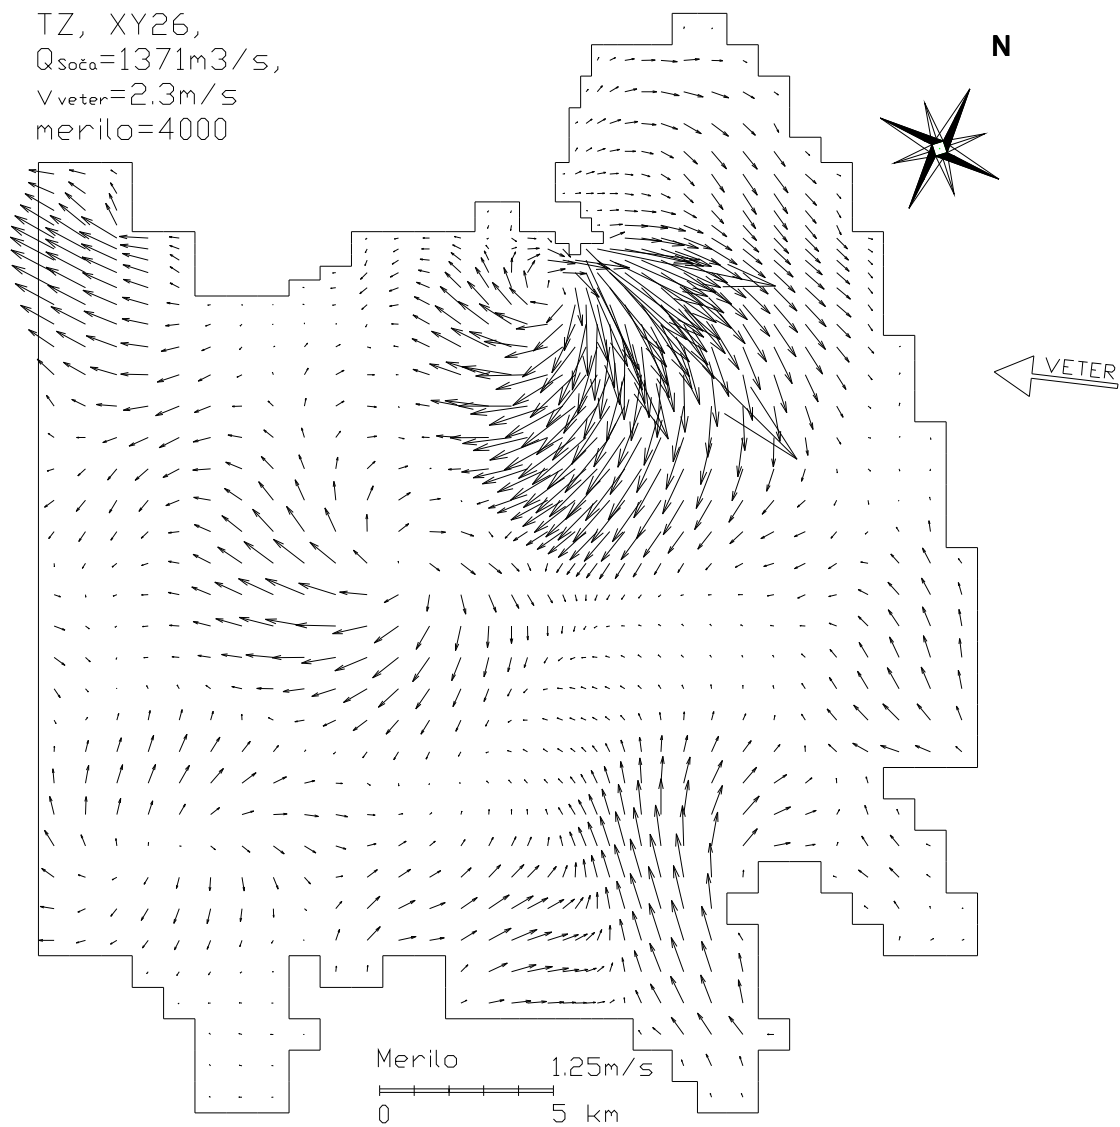 TZ, XY26,
QSoča=1371m3/s,
vveter=2.3m/s
merilo=4000
N
VETER
Merilo 1.25m/s
0 5 km